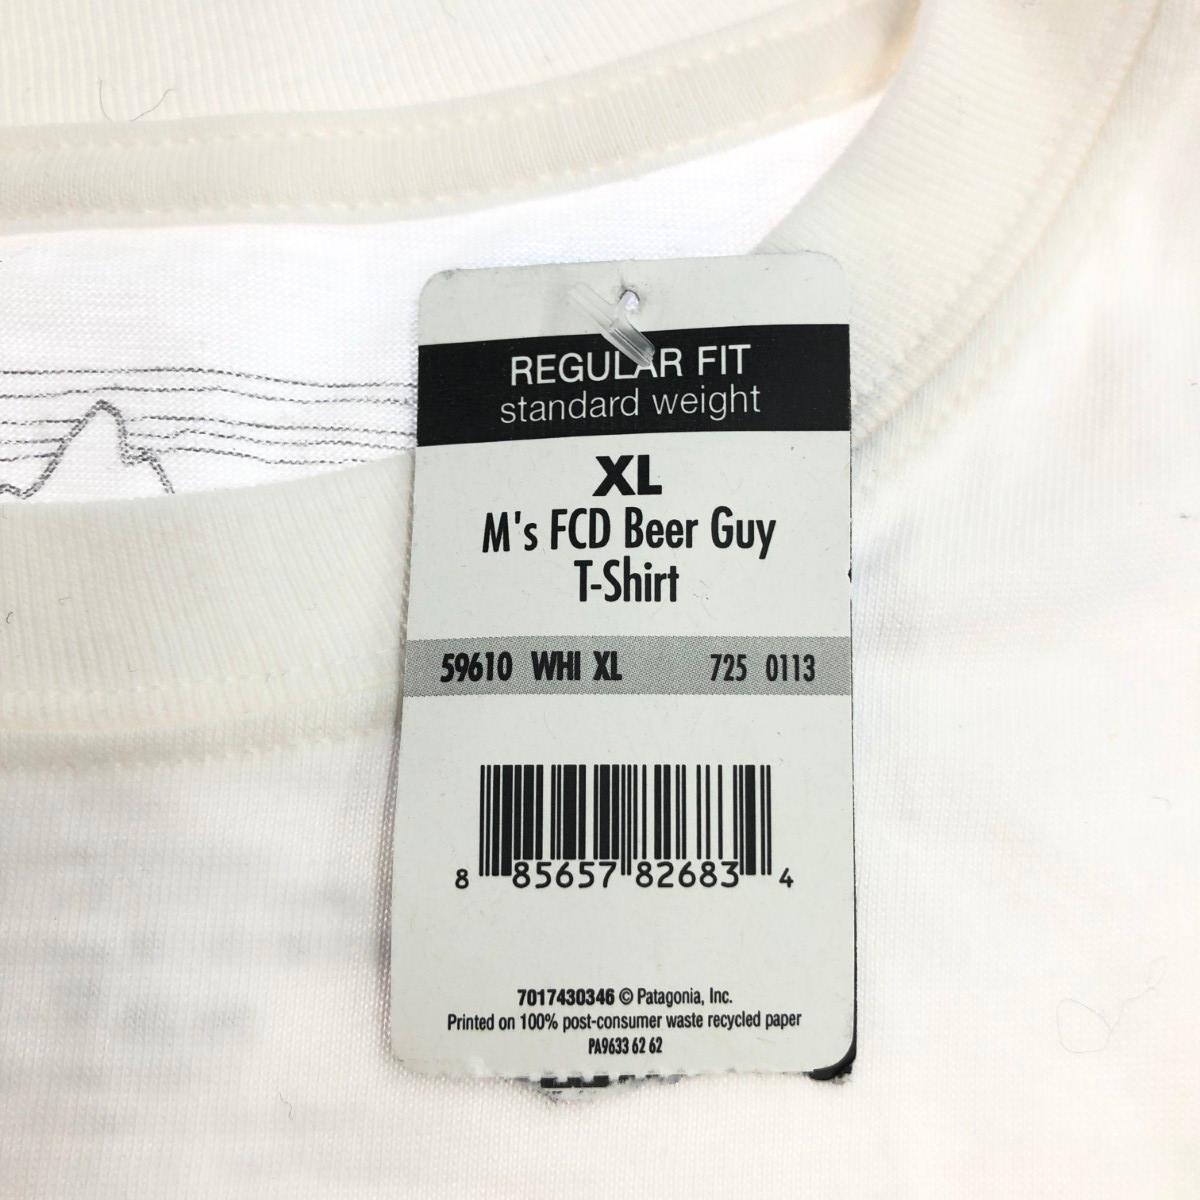 REGULAR FIT
standard weight
XL
M's FCD Beer Guy
T-Shirt
59610 WHI XL 725 0113
8 85657 82683 4
7017430346 © Patagonia, Inc.
Printed on 100% post-consumer waste recycled paper
PA9633 62 62